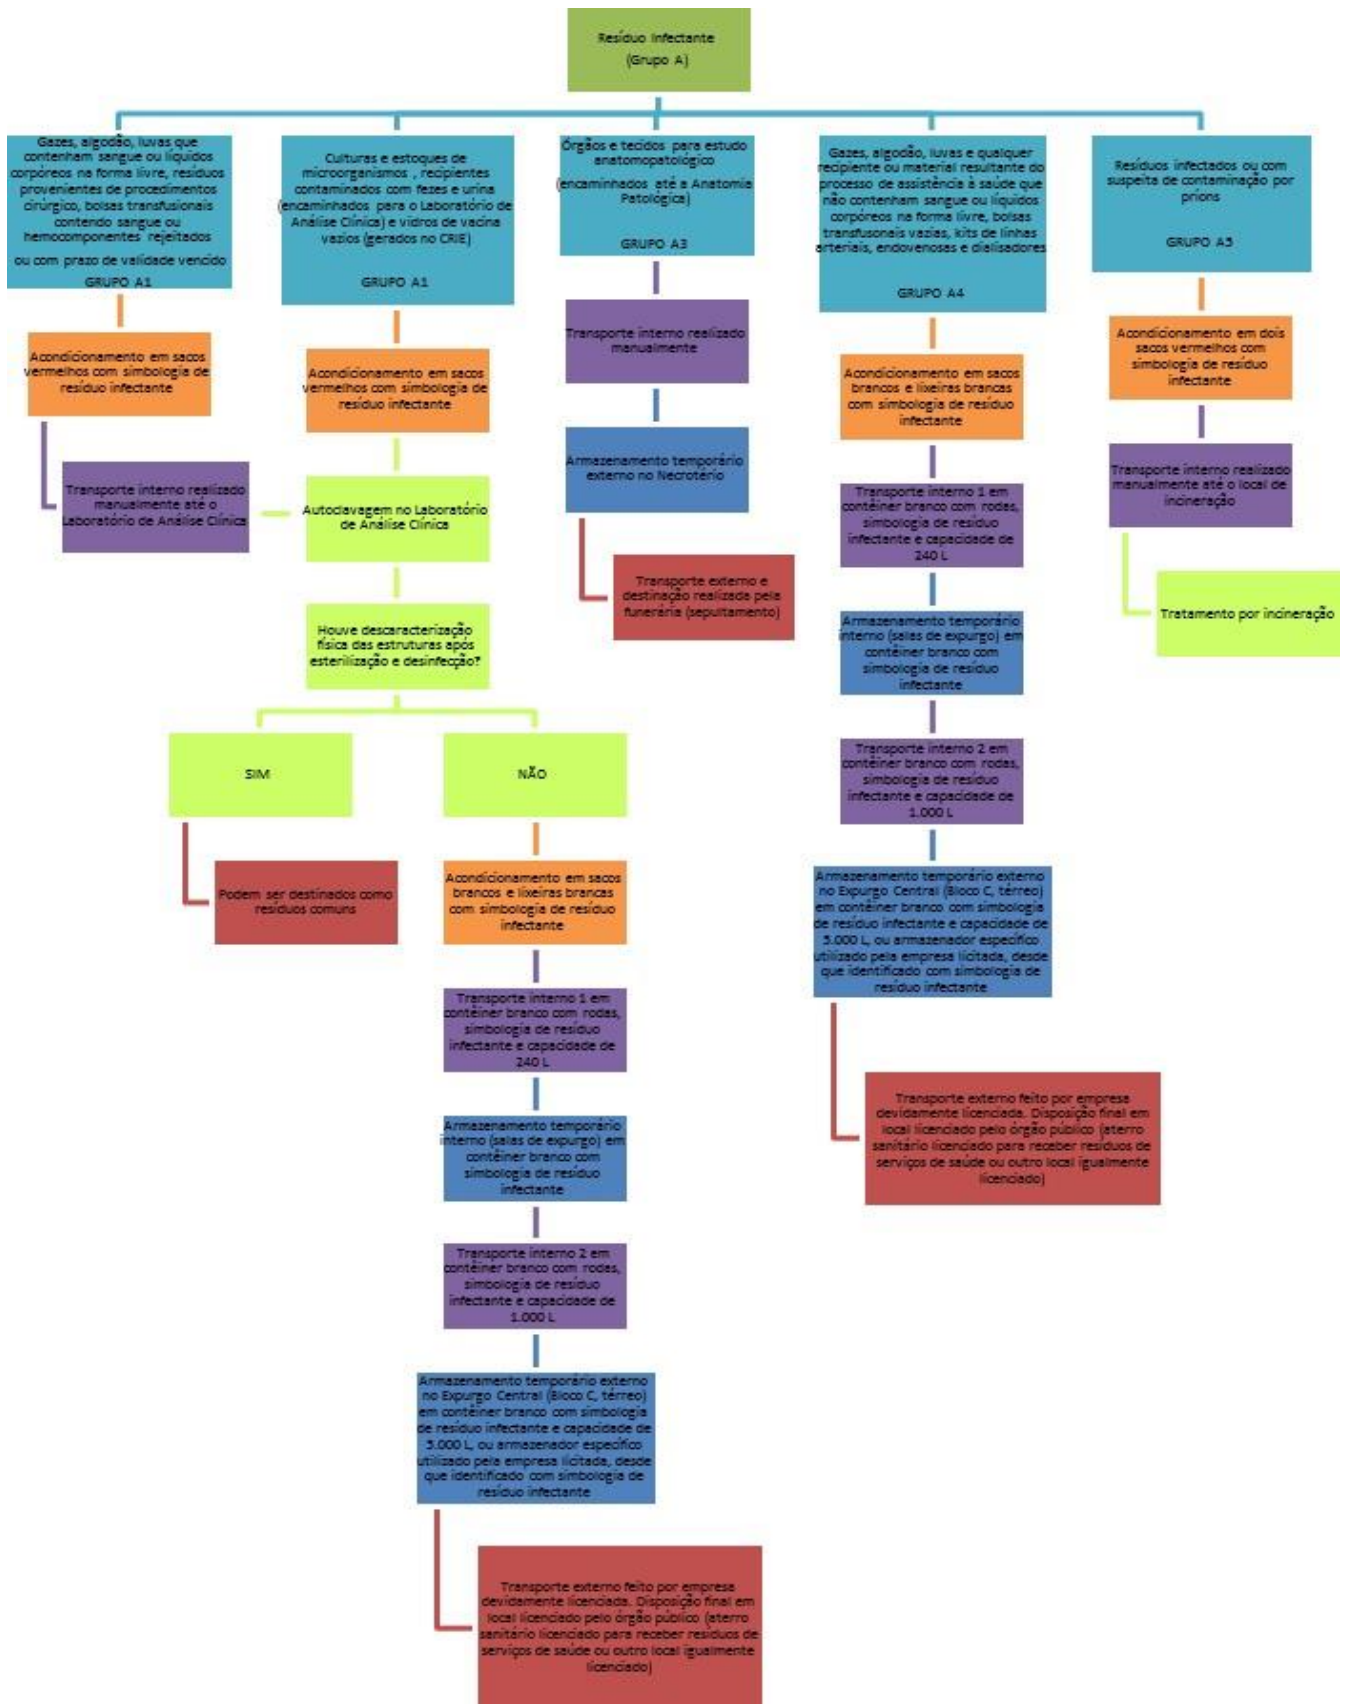 Resíduo Infectante
(Grupo A)
Gazes, algodão, luvas que
contenham sangue ou líquidos
corpóreos na forma livre, resíduos
provenientes de procedimentos
cirúrgico, bolsas transfusionais
contendo sangue ou
hemocomponentes rejeitados
ou com prazo de validade vencido
GRUPO A1
Culturas e estoques de
microorganismos , recipientes
contaminados com fezes e urina
(encaminhados para o Laboratório de
Análise Clínica) e vidros de vacina
vazios (gerados no CRIE)
GRUPO A1
Órgãos e tecidos para estudo
anatomopatológico
(encaminhados até a Anatomia
Patológica)
GRUPO A3
Gazes, algodão, luvas e qualquer
recipiente ou material resultante do
processo de assistência à saúde que
não contenham sangue ou líquidos
corpóreos na forma livre, bolsas
transfusonais vazias, kits de linhas
arteriais, endovenosas e dialisadores
GRUPO A4
Resíduos infectados ou com
suspeita de contaminação por
prions
GRUPO A5
Acondicionamento em sacos
vermelhos com simbologia de
resíduo infectante
Transporte interno realizado
manualmente até o
Laboratório de Análise Clínica
Acondicionamento em sacos
vermelhos com simbologia de
resíduo infectante
Autoclavagem no Laboratório
de Análise Clínica
Houve descaracterização
física das estruturas após
esterilização e desinfecção?
SIM
NÃO
Podem ser destinados como
resíduos comuns
Acondicionamento em sacos
brancos e lixeiras brancas
com simbologia de resíduo
infectante
Transporte interno 1 em
contêiner branco com rodas,
simbologia de resíduo
infectante e capacidade de
240 L
Armazenamento temporário
interno (salas de expurgo) em
contêiner branco com
simbologia de resíduo
infectante
Transporte interno 2 em
contêiner branco com rodas,
simbologia de resíduo
infectante e capacidade de
1.000 L
Armazenamento temporário externo
no Expurgo Central (Bloco C, térreo)
em contêiner branco com simbologia
de resíduo infectante e capacidade de
5.000 L, ou armazenador específico
utilizado pela empresa licitada, desde
que identificado com simbologia de
resíduo infectante
Transporte externo feito por empresa
devidamente licenciada. Disposição final em
local licenciado pelo órgão público (aterro
sanitário licenciado para receber resíduos de
serviços de saúde ou outro local igualmente
licenciado)
Transporte interno realizado
manualmente
Armazenamento temporário
externo no Necrotério
Transporte externo e
destinação realizada pela
funerária (sepultamento)
Acondicionamento em sacos
brancos e lixeiras brancas
com simbologia de resíduo
infectante
Transporte interno 1 em
contêiner branco com rodas,
simbologia de resíduo
infectante e capacidade de
240 L
Armazenamento temporário
interno (salas de expurgo) em
contêiner branco com
simbologia de resíduo
infectante
Transporte interno 2 em
contêiner branco com rodas,
simbologia de resíduo
infectante e capacidade de
1.000 L
Armazenamento temporário externo
no Expurgo Central (Bloco C, térreo)
em contêiner branco com simbologia
de resíduo infectante e capacidade de
5.000 L, ou armazenador específico
utilizado pela empresa licitada, desde
que identificado com simbologia de
resíduo infectante
Transporte externo feito por empresa
devidamente licenciada. Disposição final em
local licenciado pelo órgão público (aterro
sanitário licenciado para receber resíduos de
serviços de saúde ou outro local igualmente
licenciado)
Acondicionamento em dois
sacos vermelhos com
simbologia de resíduo
infectante
Transporte interno realizado
manualmente até o local de
incineração
Tratamento por incineração